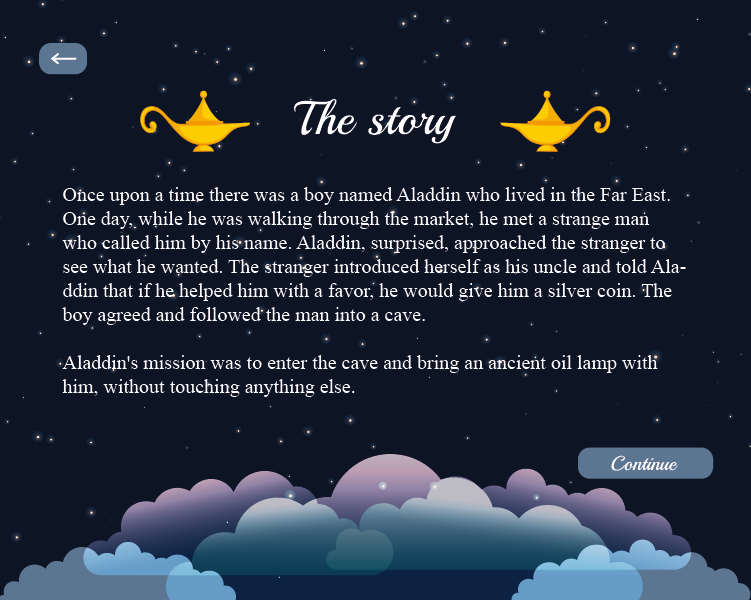 The story
Once upon a time there was a boy named Aladdin who lived in the Far East.
One day, while he was walking through the market, he met a strange man
who called him by his name. Aladdin, surprised, approached the stranger to
see what he wanted. The stranger introduced herself as his uncle and told Ala-
ddin that if he helped him with a favor, he would give him a silver coin. The
boy agreed and followed the man into a cave.
Aladdin's mission was to enter the cave and bring an ancient oil lamp with
him, without touching anything else.
Continue